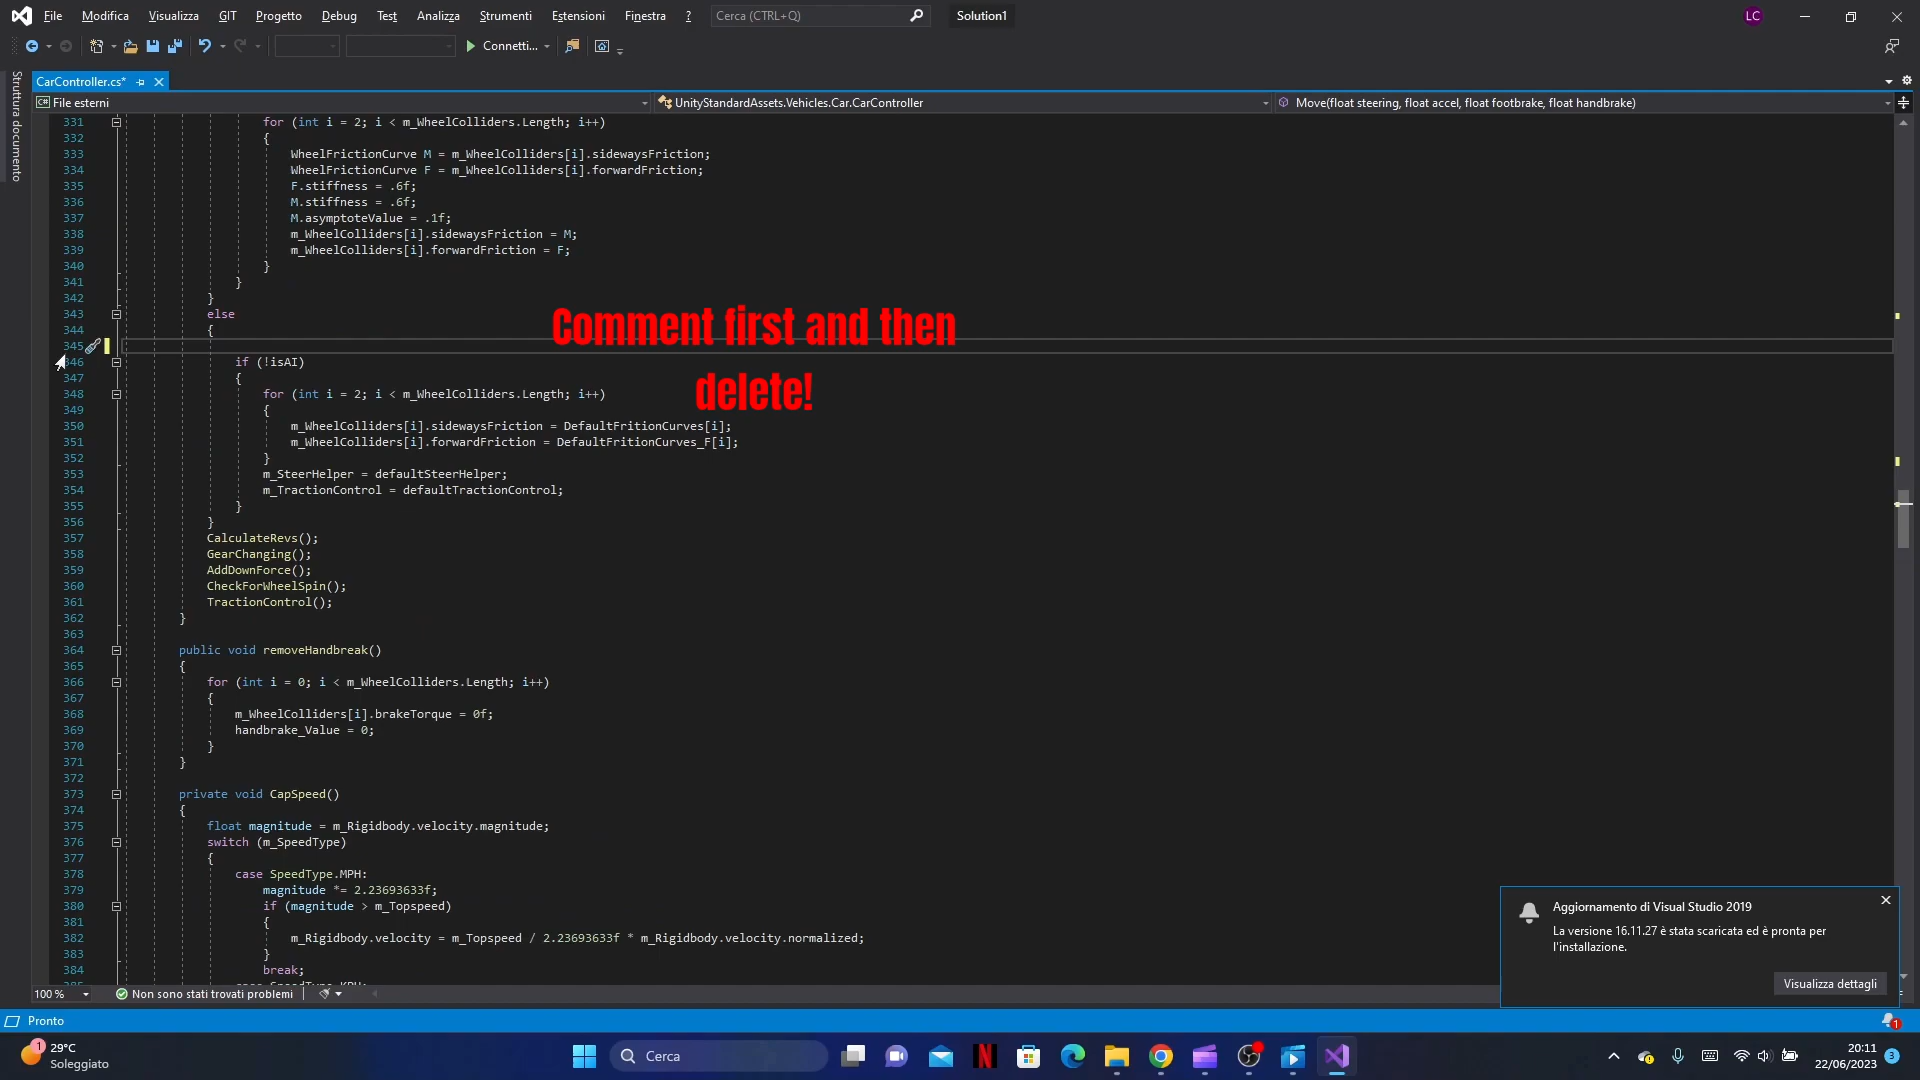 File Modifica Visualizza GIT Progetto Debug Test Analizza Strumenti Estensioni Finestra ? Cerca (CTRL+Q) Solution1 LC
Connetti...
CarController.cs*
File esterni UnityStandardAssets.Vehicles.Car.CarController Move(float steering, float accel, float footbrake, float handbrake)
Struttura documento
331 for (int i = 2; i < m_WheelColliders.Length; i++)
332 {
333 WheelFrictionCurve M = m_WheelColliders[i].sidewaysFriction;
334 WheelFrictionCurve F = m_WheelColliders[i].forwardFriction;
335 F.stiffness = .6f;
336 M.stiffness = .6f;
337 M.asymptoteValue = .1f;
338 m_WheelColliders[i].sidewaysFriction = M;
339 m_WheelColliders[i].forwardFriction = F;
340 }
341 }
342 }
343 else
344 {
345
346 if (!isAI)
347 {
348 for (int i = 2; i < m_WheelColliders.Length; i++)
349 {
350 m_WheelColliders[i].sidewaysFriction = DefaultFritionCurves[i];
351 m_WheelColliders[i].forwardFriction = DefaultFritionCurves_F[i];
352 }
353 m_SteerHelper = defaultSteerHelper;
354 m_TractionControl = defaultTractionControl;
355 }
356 }
357 CalculateRevs();
358 GearChanging();
359 AddDownForce();
360 CheckForWheelSpin();
361 TractionControl();
362 }
363
364 public void removeHandbreak()
365 {
366 for (int i = 0; i < m_WheelColliders.Length; i++)
367 {
368 m_WheelColliders[i].brakeTorque = 0f;
369 handbrake_Value = 0;
370 }
371 }
372
373 private void CapSpeed()
374 {
375 float magnitude = m_Rigidbody.velocity.magnitude;
376 switch (m_SpeedType)
377 {
378 case SpeedType.MPH:
379 magnitude *= 2.23693633f;
380 if (magnitude > m_Topspeed)
381 {
382 m_Rigidbody.velocity = m_Topspeed / 2.23693633f * m_Rigidbody.velocity.normalized;
383 }
384 break;
Comment first and then
delete!
Aggiornamento di Visual Studio 2019
La versione 16.11.27 è stata scaricata ed è pronta per
l'installazione.
Visualizza dettagli
100 % Non sono stati trovati problemi
Pronto 1
1 29°C
Soleggiato
Cerca
20:11
22/06/2023
3